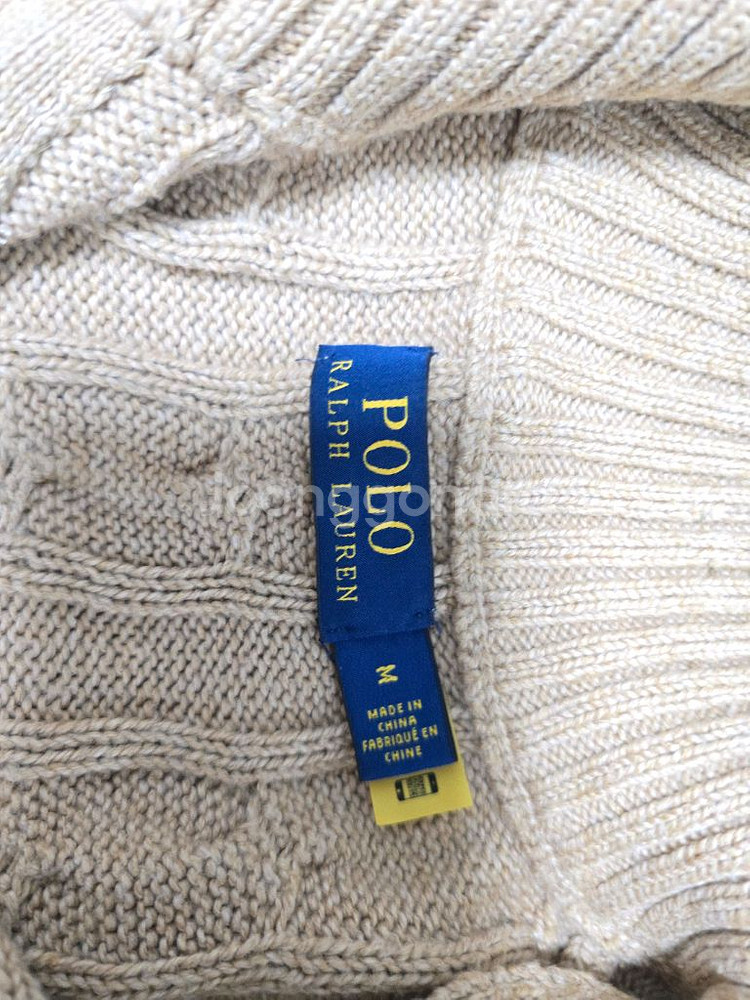 POLO
RALPH LAUREN
M
MADE IN
CHINA
FABRIQUÉ EN
CHINE